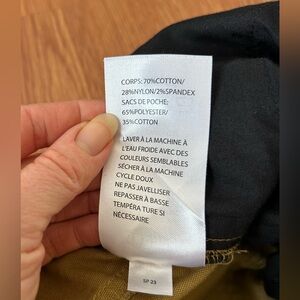 CORPS: 70%COTTON/
28%NYLON/2%SPANDEX
SACS DE POCHE:
65%POLYESTER/
35%COTTON
LAVER À LA MACHINE À
L'EAU FROIDE AVEC DES
COULEURS SEMBLABLES
SÉCHER À LA MACHINE
CYCLE DOUX
NE PAS JAVELLISER
REPASSER À BASSE
TEMPÉRA TURE SI
NÉCESSAIRE
SP 23